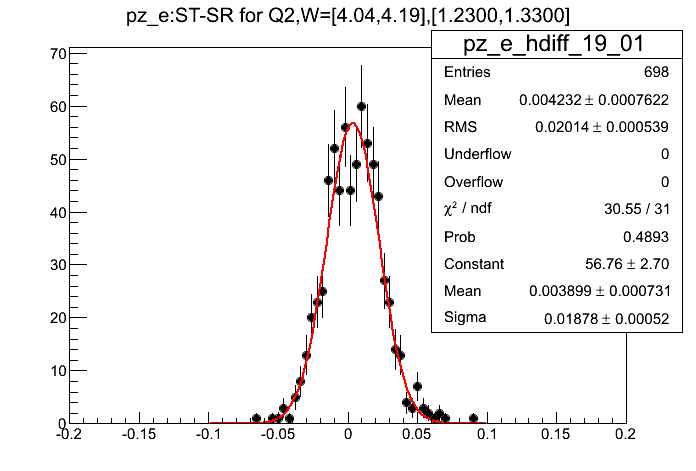 pz_e:ST-SR for Q2,W=[4.04,4.19],[1.2300,1.3300]
pz_e_hdiff_19_01
Entries 698
Mean 0.004232 ± 0.0007622
RMS 0.02014 ± 0.000539
Underflow 0
Overflow 0
χ² / ndf 30.55 / 31
Prob 0.4893
Constant 56.76 ± 2.70
Mean 0.003899 ± 0.000731
Sigma 0.01878 ± 0.00052
70
60
50
40
30
20
10
0
-0.2 -0.15 -0.1 -0.05 0 0.05 0.1 0.15 0.2